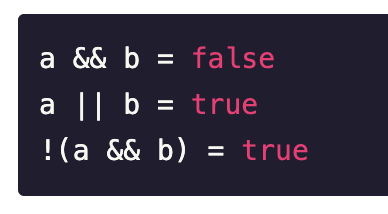 a && b = false
a || b = true
!(a && b) = true